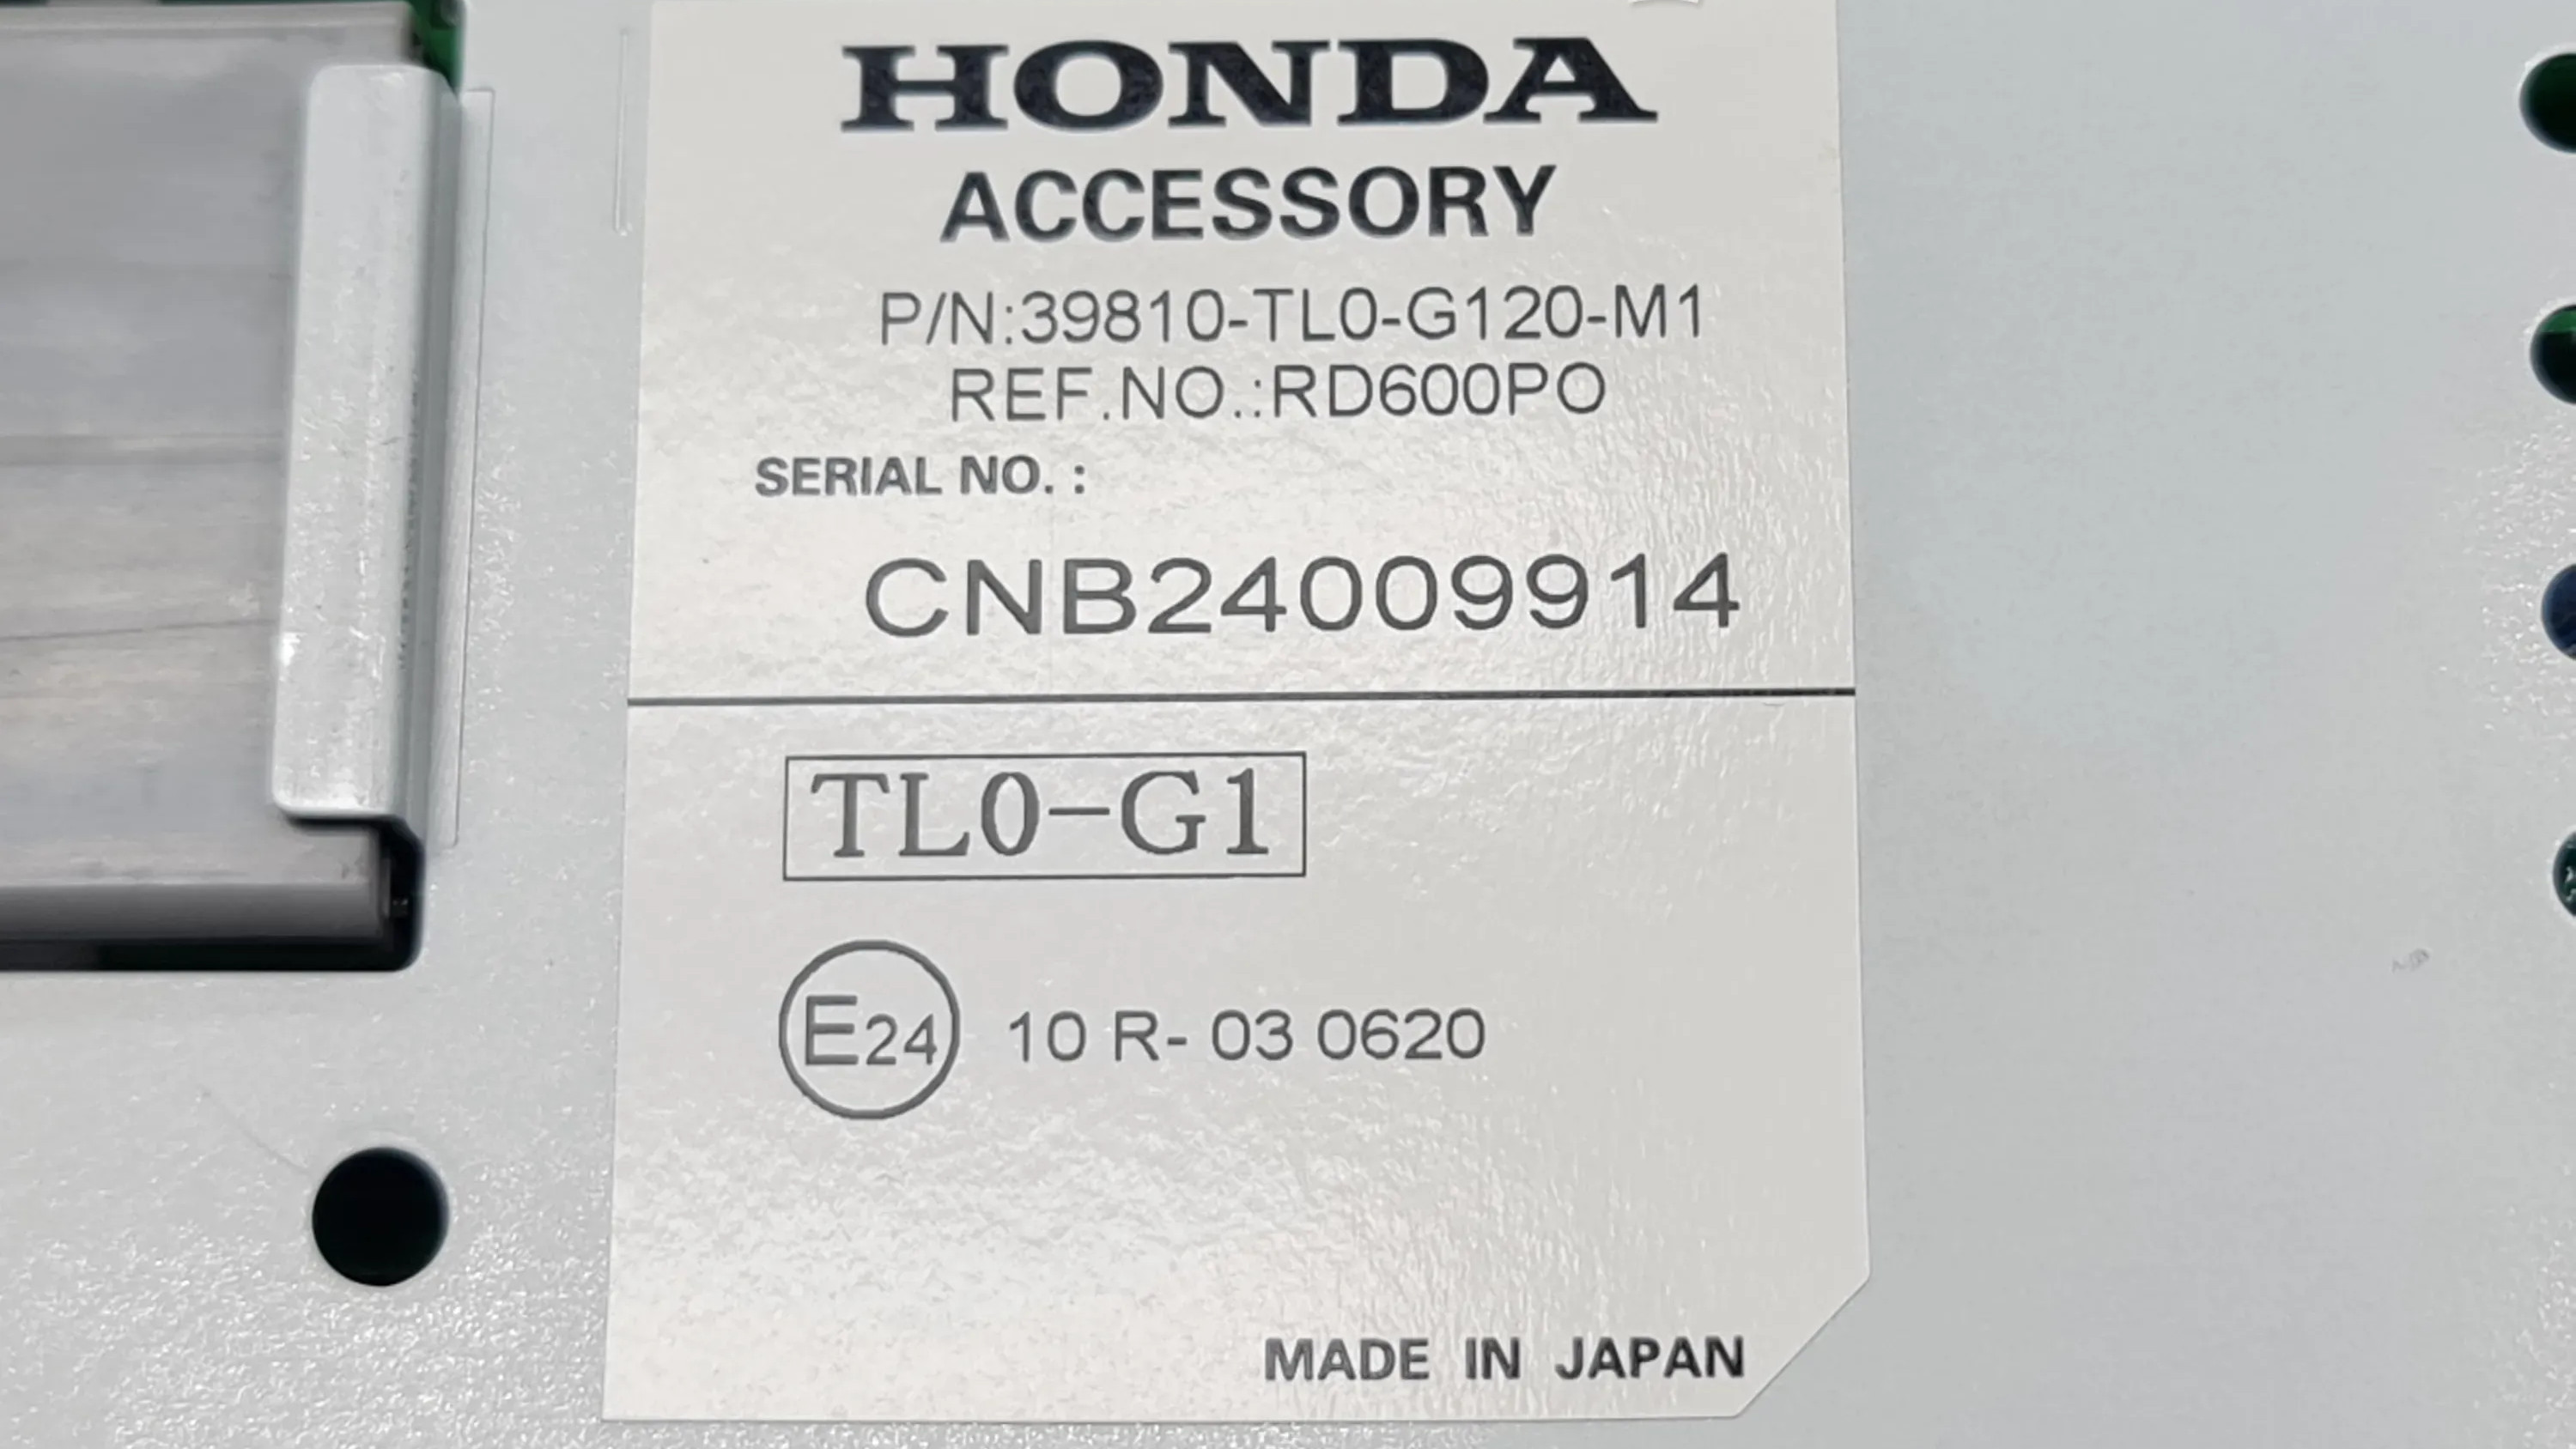 HONDA
ACCESSORY
P/N:39810-TL0-G120-M1
REF.NO.:RD600PO
SERIAL NO. :
CNB24009914
TL0-G1
E24 10 R- 03 0620
MADE IN JAPAN